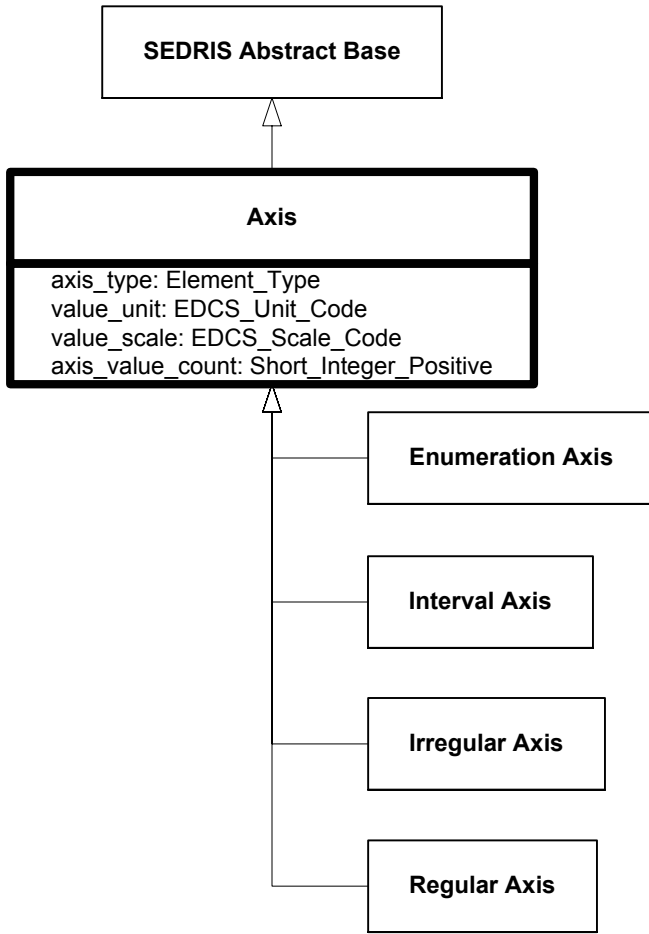 SEDRIS Abstract Base
Axis
axis_type: Element_Type
value_unit: EDCS_Unit_Code
value_scale: EDCS_Scale_Code
axis_value_count: Short_Integer_Positive
Enumeration Axis
Interval Axis
Irregular Axis
Regular Axis